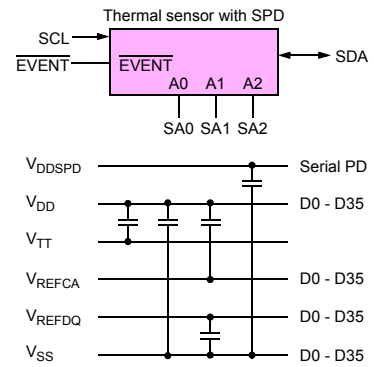 Thermal sensor with SPD
SCL
EVENT EVENT SDA
A0 A1 A2
SA0 SA1 SA2
VDDSPD Serial PD
VDD D0 - D35
VTT
VREFCA D0 - D35
VREFDQ D0 - D35
VSS D0 - D35